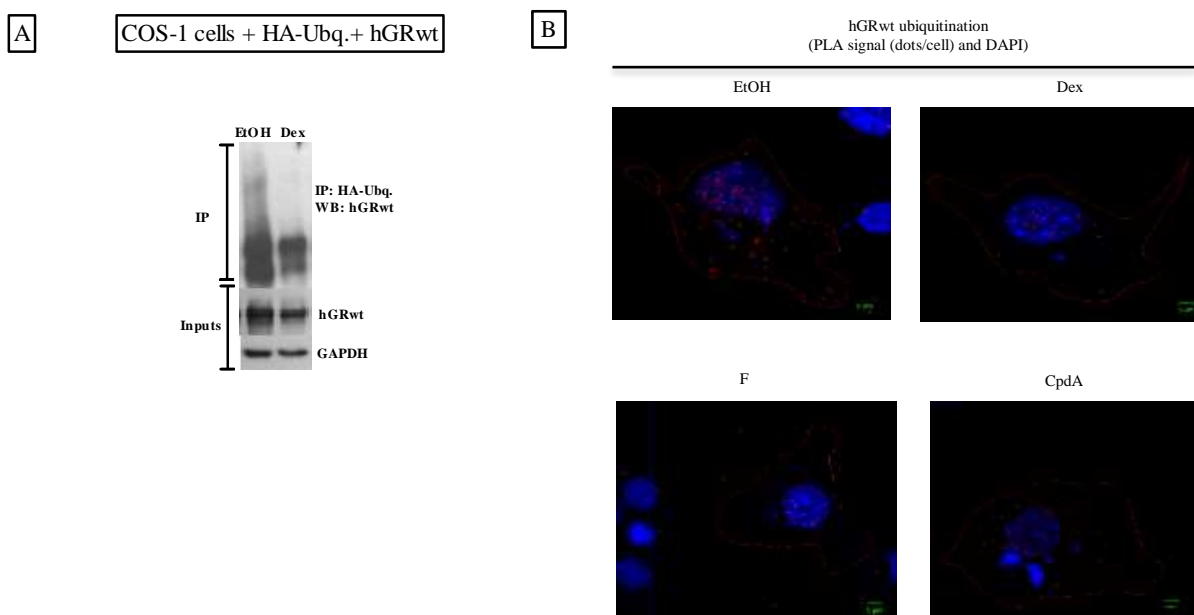 A
COS-1 cells + HA-Ubq.+ hGRwt
EtOH Dex
IP
IP: HA-Ubq.
WB: hGRwt
Inputs
hGRwt
GAPDH
B
hGRwt ubiquitination
(PLA signal (dots/cell) and DAPI)
EtOH
Dex
F
CpdA